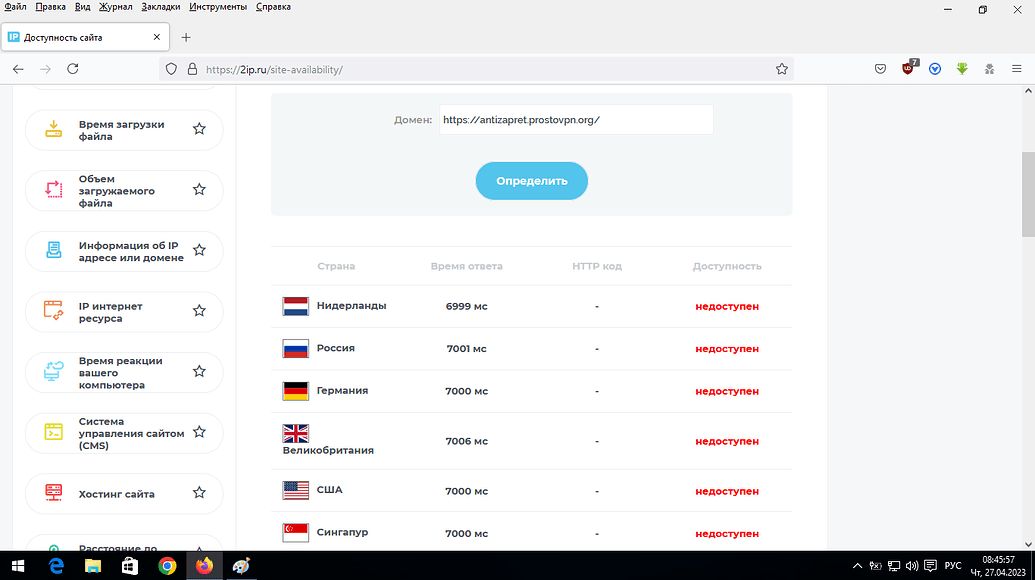 Файл Правка Вид Журнал Закладки Инструменты Справка
IP Доступность сайта
https://2ip.ru/site-availability/
7
Время загрузки
файла
Объем
загружаемого
файла
Информация об IP
адресе или домене
IP интернет
ресурса
Время реакции
вашего
компьютера
Система
управления сайтом
(CMS)
Хостинг сайта
Расстояние до
Домен: https://antizapret.prostovpn.org/
Определить
Страна Время ответа HTTP код Доступность
Нидерланды 6999 мс - недоступен
Россия 7001 мс - недоступен
Германия 7000 мс - недоступен
Великобритания 7006 мс - недоступен
США 7000 мс - недоступен
Сингапур 7000 мс - недоступен
РУС
08:45:57
Чт, 27.04.2023